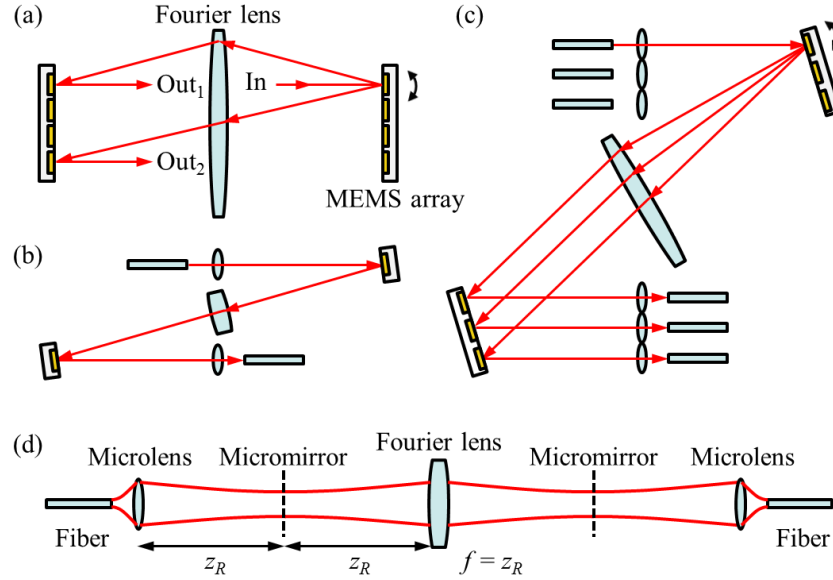 (a)
Fourier lens
Out1
In
Out2
MEMS array
(b)
(c)
(d)
Fourier lens
Microlens
Micromirror
Micromirror
Microlens
Fiber
Fiber
zR
zR
f = zR